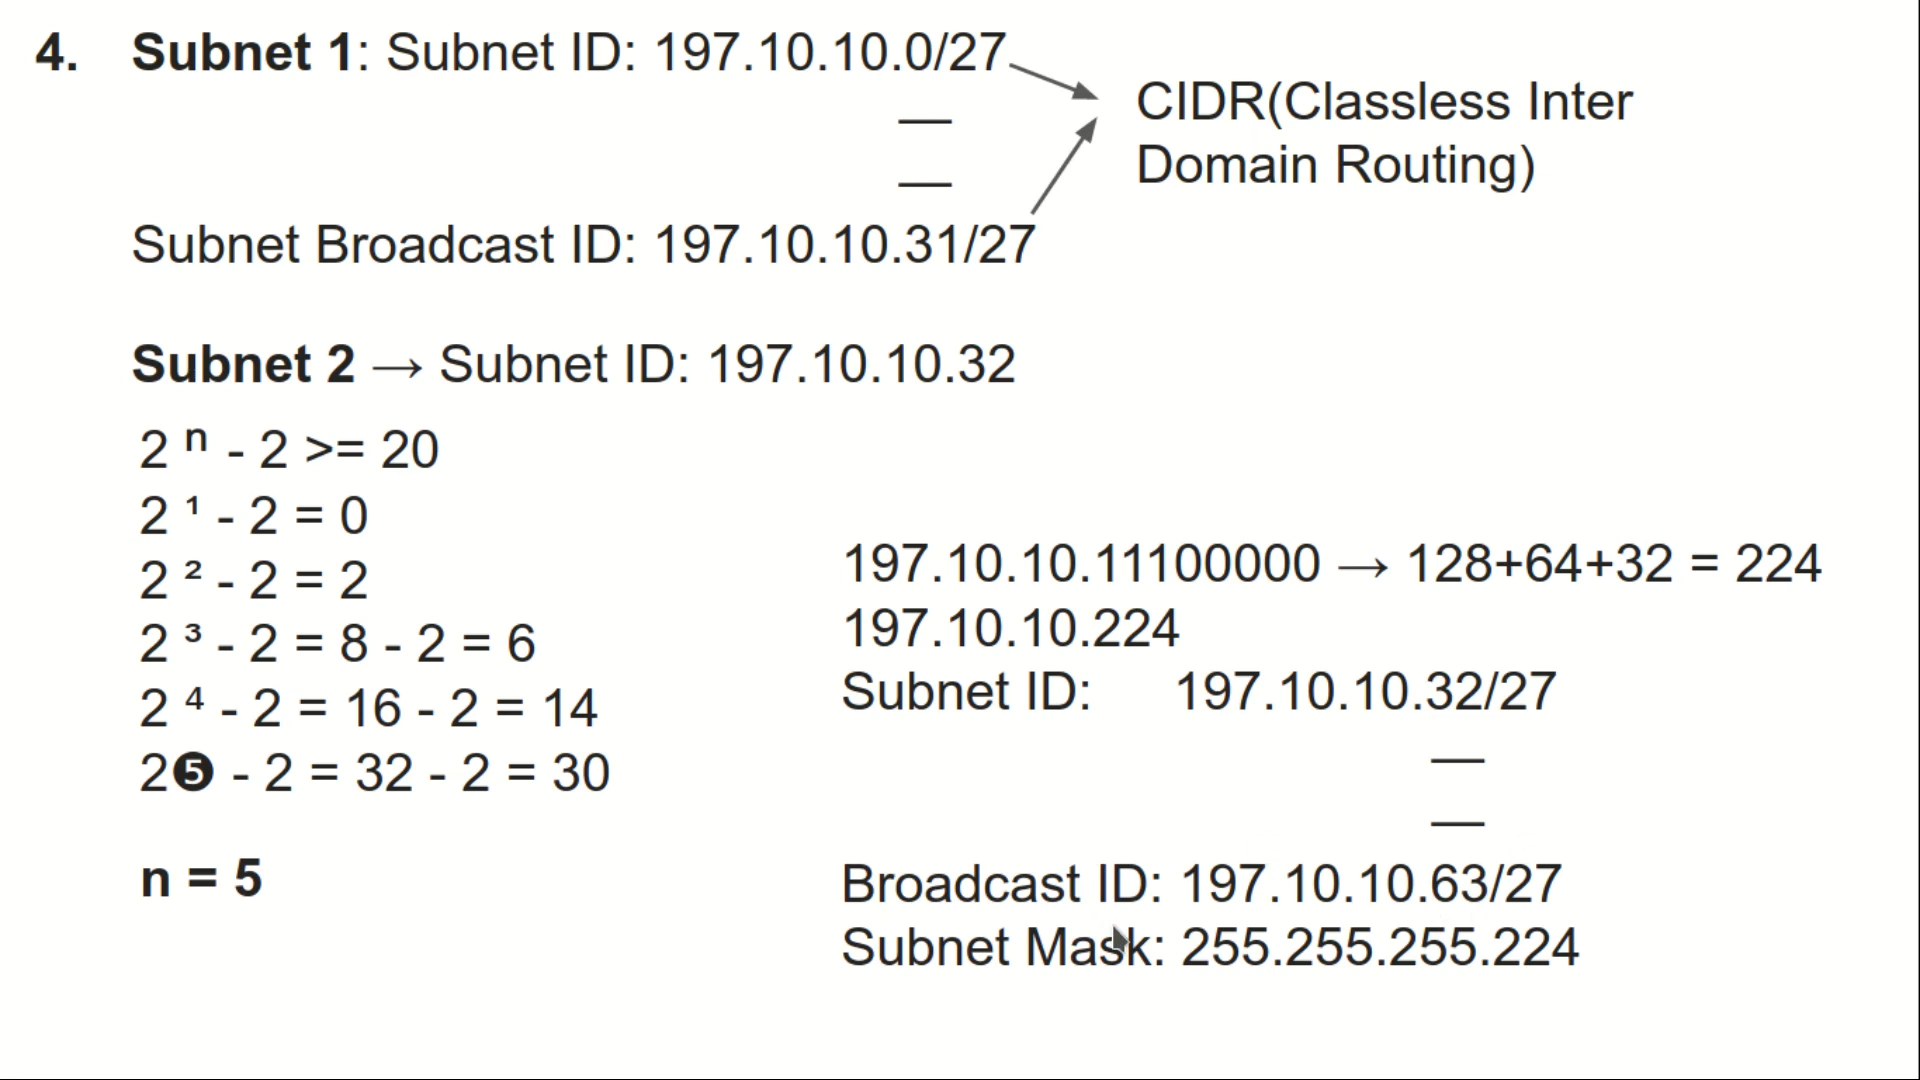 4. Subnet 1: Subnet ID: 197.10.10.0/27
CIDR(Classless Inter
Domain Routing)
—
—
Subnet Broadcast ID: 197.10.10.31/27
Subnet 2 → Subnet ID: 197.10.10.32
2 ⁿ - 2 >= 20
2 ¹ - 2 = 0
2 ² - 2 = 2
2 ³ - 2 = 8 - 2 = 6
2 ⁴ - 2 = 16 - 2 = 14
2❺ - 2 = 32 - 2 = 30
n = 5
197.10.10.11100000 → 128+64+32 = 224
197.10.10.224
Subnet ID: 197.10.10.32/27
—
—
Broadcast ID: 197.10.10.63/27
Subnet Mask: 255.255.255.224